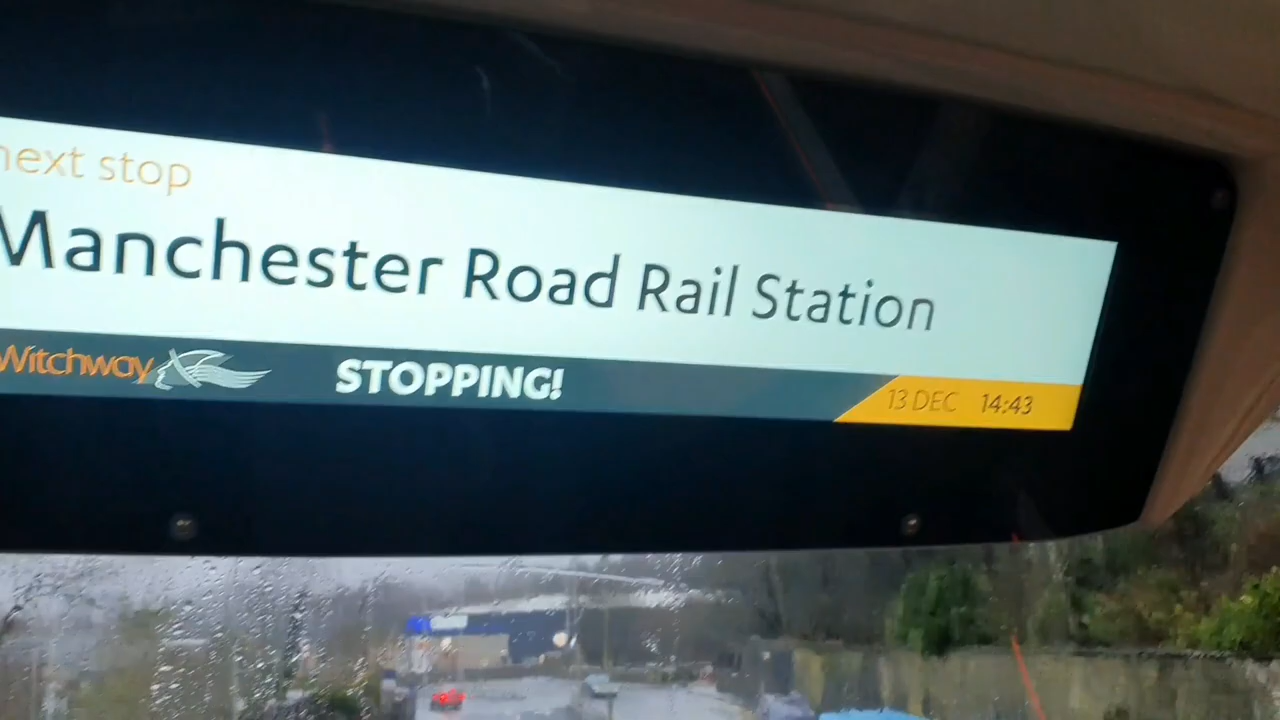 next stop
Manchester Road Rail Station
Witchway
STOPPING!
13 DEC 14:43